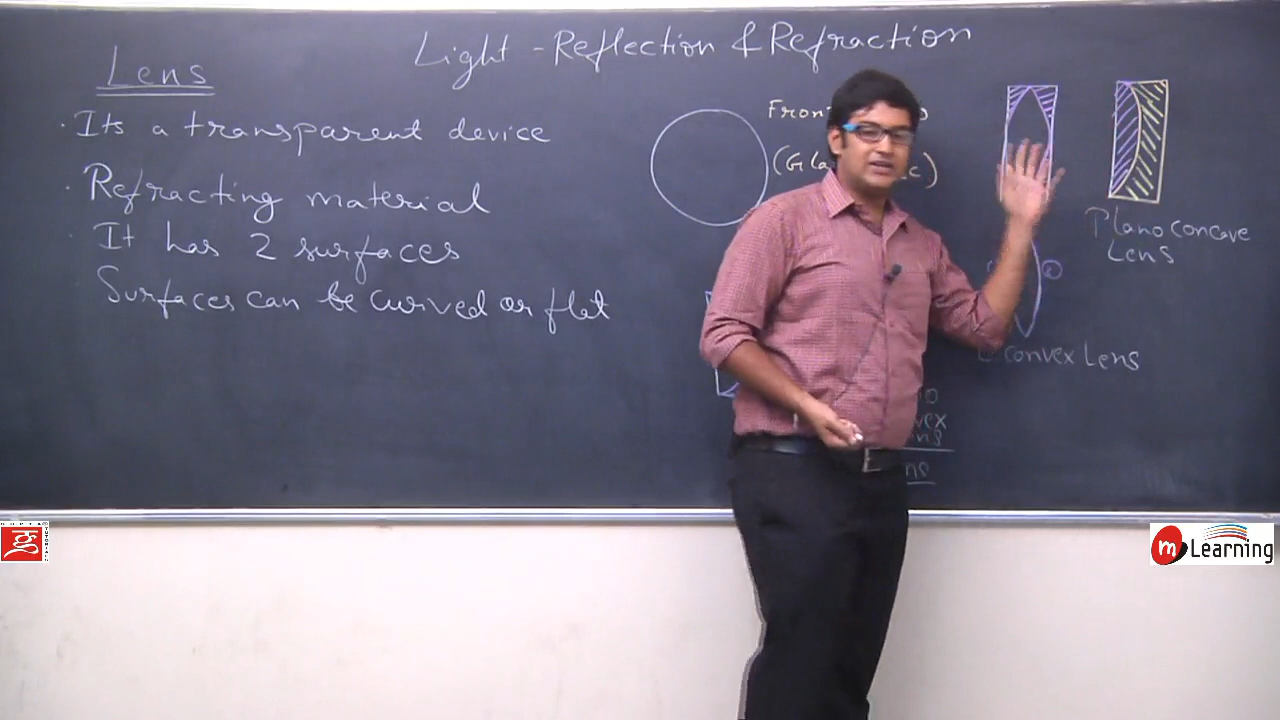 Light - Reflection & Refraction
Lens
Its a transparent device
Refracting material
It has 2 surfaces
Surfaces can be curved or flat
Plano concave
Lens
convex Lens
m Learning